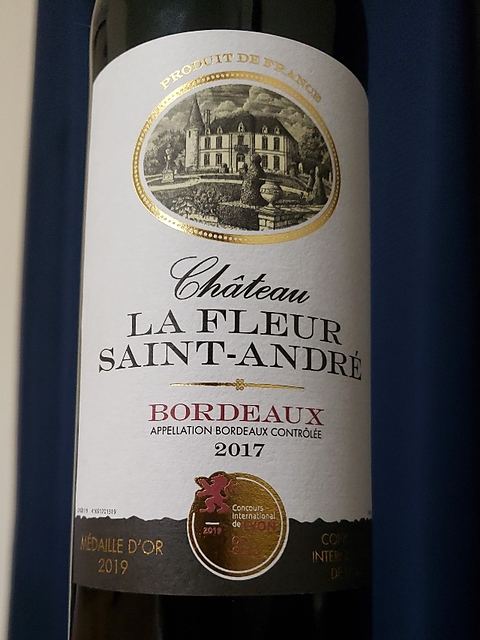 PRODUIT DE FRANCE
Château
LA FLEUR
SAINT-ANDRÉ
BORDEAUX
APPELLATION BORDEAUX CONTRÔLÉE
2017
Concours
International
de LYON
2019
MÉDAILLE D'OR
2019